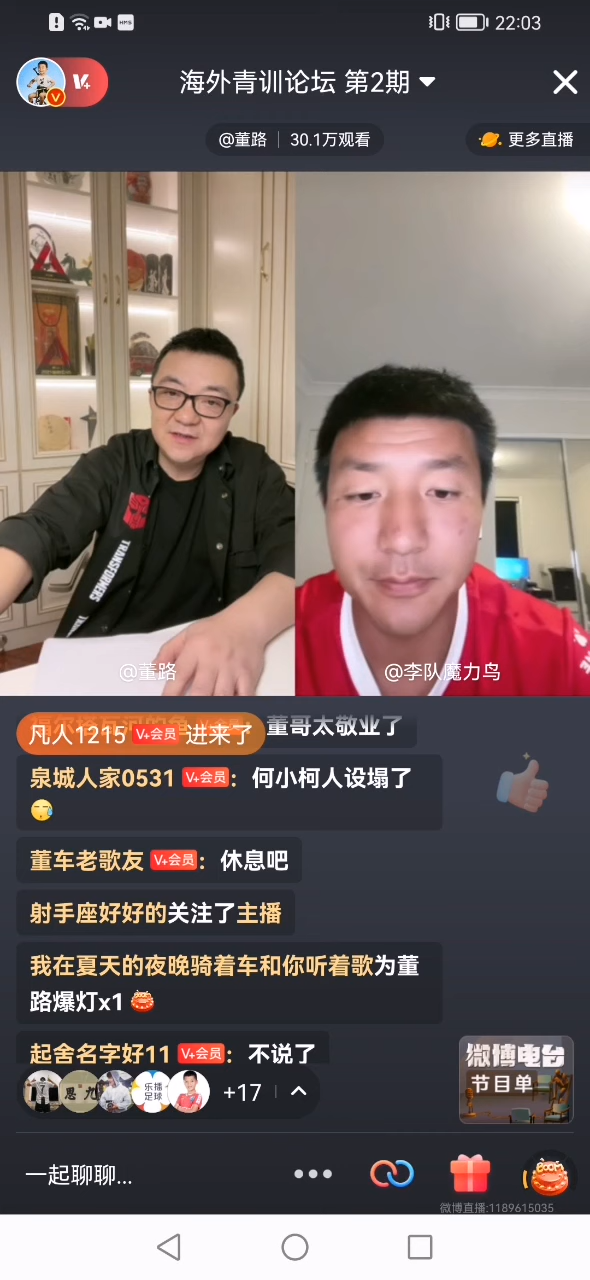 22:03
V+
海外青训论坛 第2期
@董路 30.1万观看
更多直播
TRANSFORMERS
@董路
@李队魔力鸟
凡人1215 V+会员 进来了
董哥太敬业了
泉城人家0531 V+会员：何小柯人设塌了
董车老歌友 V+会员：休息吧
射手座好好的关注了主播
我在夏天的夜晚骑着车和你听着歌为董
路爆灯x1
起舍名字好11 V+会员：不说了
微博电台
节目单
思九
乐播
足球
+17
一起聊聊...
微博直播:1189615035